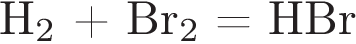 H₂ + Br₂ = HBr